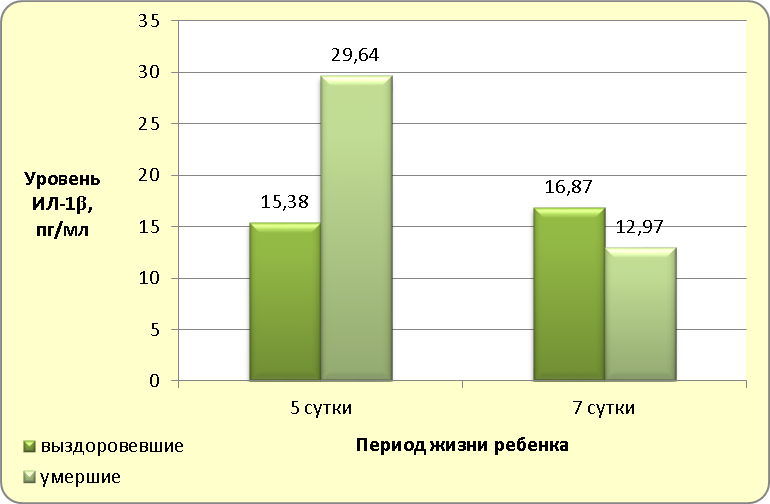 35
30
25
20
15
10
5
0
Уровень
ИЛ-1β,
пг/мл
29,64
15,38
16,87
12,97
5 сутки
7 сутки
Период жизни ребенка
выздоровевшие
умершие